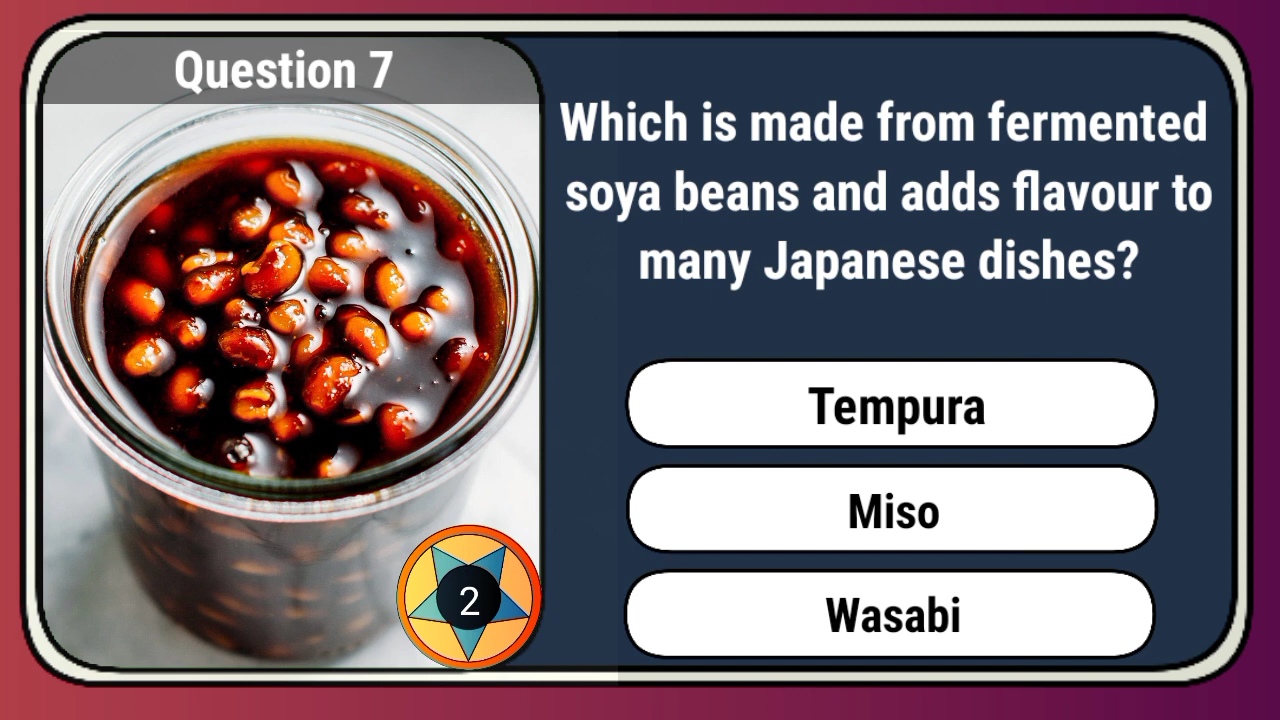 Question 7
Which is made from fermented
soya beans and adds flavour to
many Japanese dishes?
Tempura
Miso
Wasabi
2